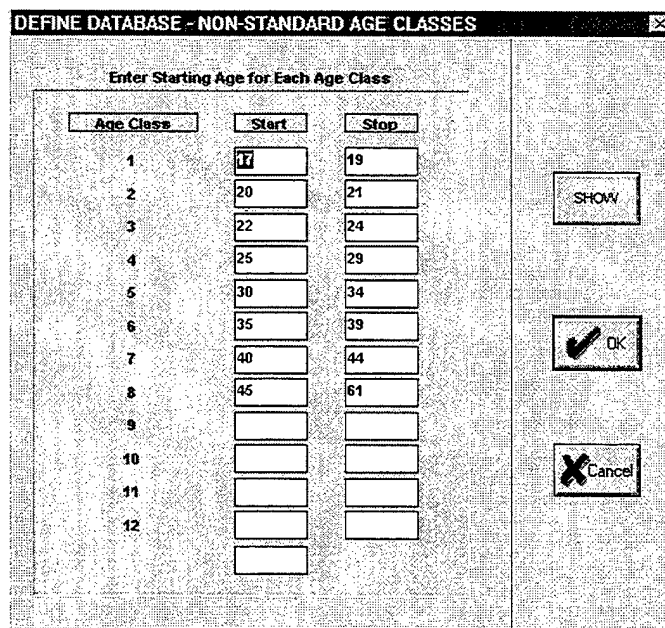 DEFINE DATABASE - NON-STANDARD AGE CLASSES
Enter Starting Age for Each Age Class
Age Class Start Stop
1 17 19
2 20 21
3 22 24
4 25 29
5 30 34
6 35 39
7 40 44
8 45 61
9
10
11
12
SHOW
OK
Cancel